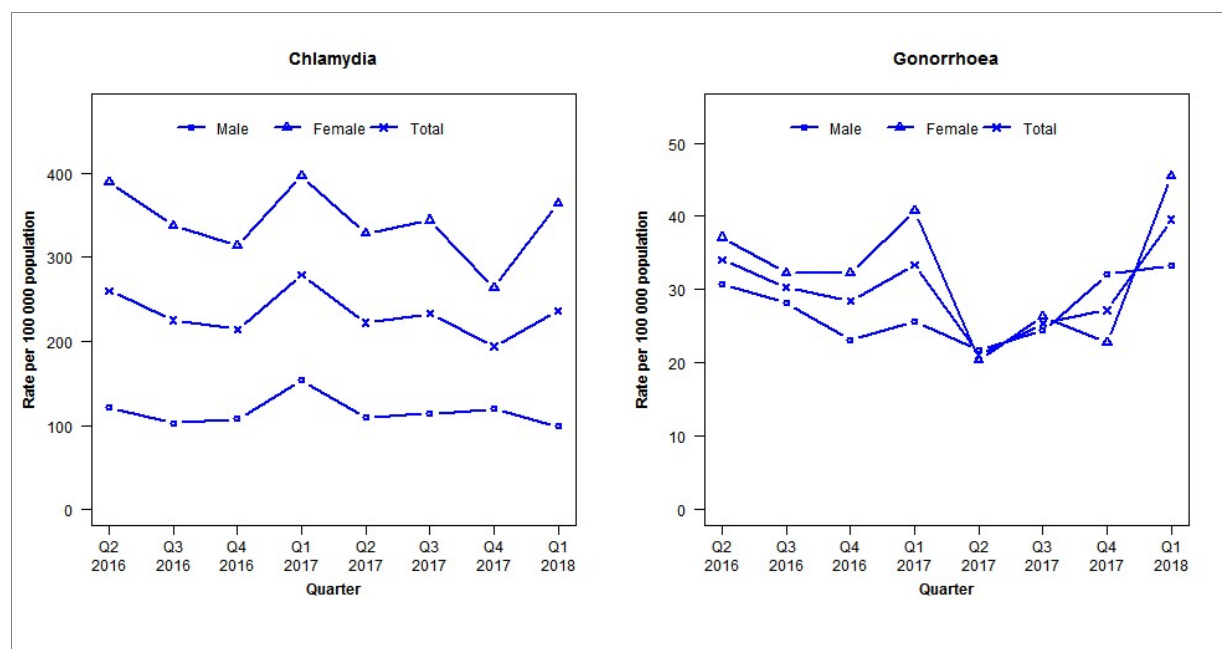 Chlamydia
Male Female Total
Rate per 100 000 population
400
300
200
100
0
Q2 Q3 Q4 Q1 Q2 Q3 Q4 Q1
2016 2016 2016 2017 2017 2017 2017 2018
Quarter
Gonorrhoea
Male Female Total
Rate per 100 000 population
50
40
30
20
10
0
Q2 Q3 Q4 Q1 Q2 Q3 Q4 Q1
2016 2016 2016 2017 2017 2017 2017 2018
Quarter